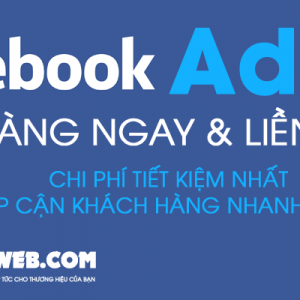 ebook Ad
ÀNG NGAY & LIỀN
CHI PHÍ TIẾT KIỆM NHẤT
P CẬN KHÁCH HÀNG NHANH
WEB.COM
TỨC CHO THƯƠNG HIỆU CỦA BẠN